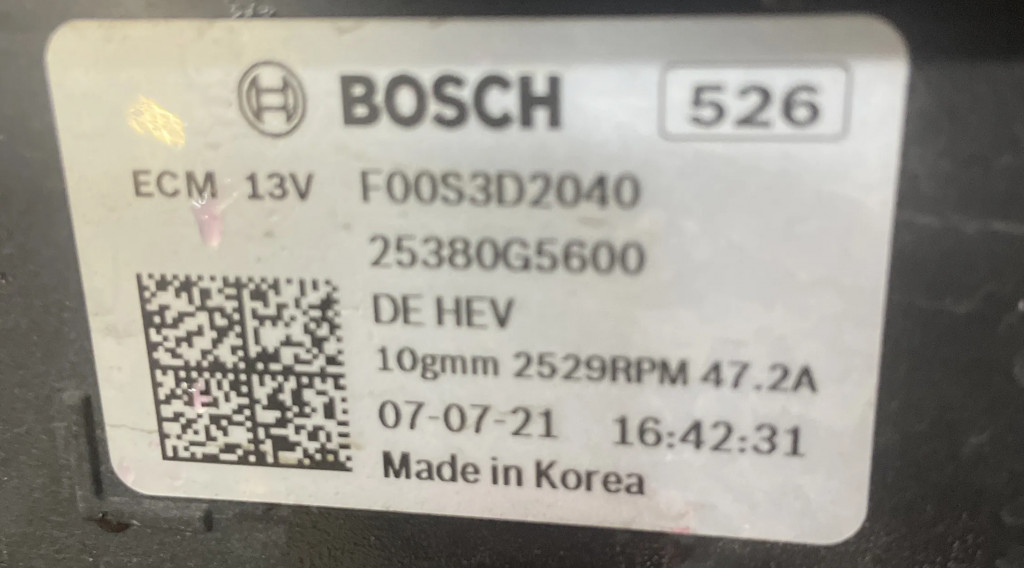 BOSCH 526
ECM 13V F00S3D2040
25380G5600
DE HEV
10gmm 2529RPM 47.2A
07-07-21 16:42:31
Made in Korea